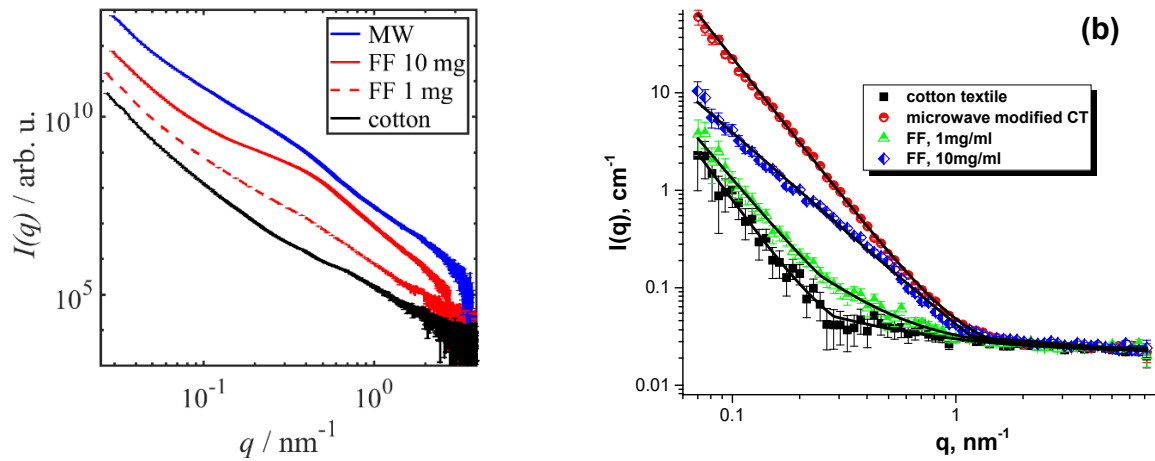 I(q) / arb. u.
10^10
10^5
10^-1
10^0
q / nm^-1
MW
FF 10 mg
FF 1 mg
cotton
(b)
I(q), cm^-1
10
1
0.1
0.01
0.1
1
q, nm^-1
cotton textile
microwave modified CT
FF, 1mg/ml
FF, 10mg/ml